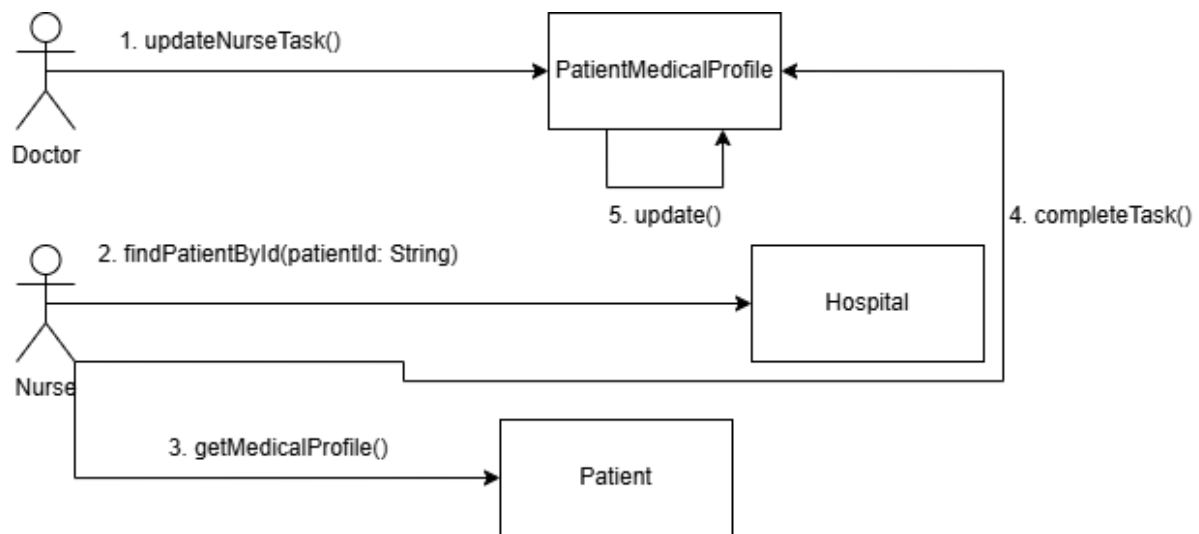 1. updateNurseTask()
PatientMedicalProfile
Doctor
5. update()
4. completeTask()
2. findPatientById(patientId: String)
Hospital
Nurse
3. getMedicalProfile()
Patient